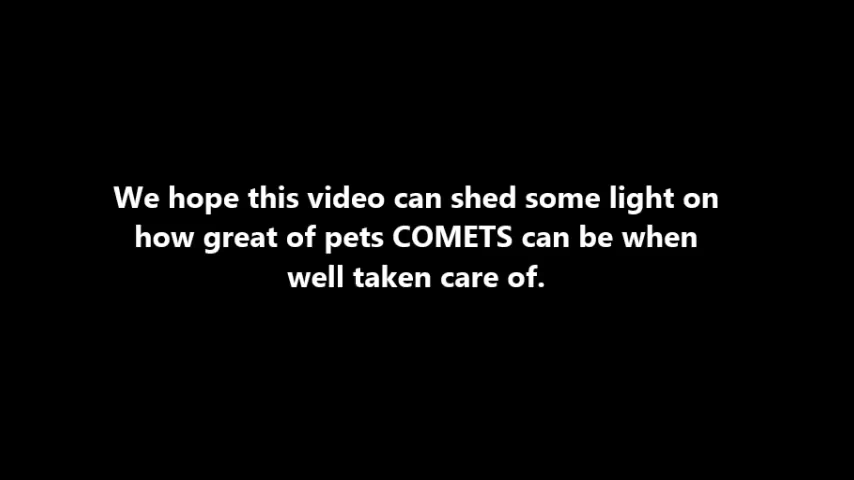 We hope this video can shed some light on
how great of pets COMETS can be when
well taken care of.